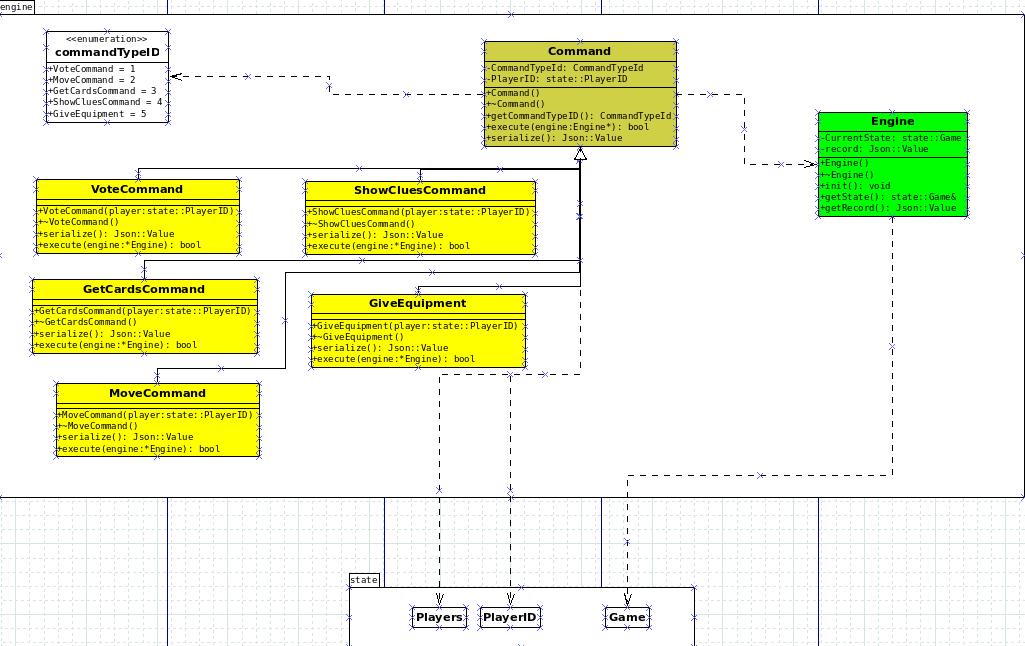 engine
<<enumeration>>
commandTypeID
+VoteCommand = 1
+MoveCommand = 2
+GetCardsCommand = 3
+ShowCluesCommand = 4
+GiveEquipment = 5
Command
-CommandTypeId: CommandTypeId
-PlayerID: state::PlayerID
+Command()
+~Command()
+getCommandTypeID(): CommandTypeId
+execute(engine:Engine*): bool
+serialize(): Json::Value
Engine
-CurrentState: state::Game
-record: Json::Value
+Engine()
+~Engine()
+init(): void
+getState(): state::Game&
+getRecord(): Json::Value
VoteCommand
+VoteCommand(player:state::PlayerID)
+~VoteCommand()
+serialize(): Json::Value
+execute(engine:*Engine): bool
ShowCluesCommand
+ShowCluesCommand(player:state::PlayerID)
+~ShowCluesCommand()
+serialize(): Json::Value
+execute(engine:*Engine): bool
GetCardsCommand
+GetCardsCommand(player:state::PlayerID)
+~GetCardsCommand()
+serialize(): Json::Value
+execute(engine:*Engine): bool
GiveEquipment
+GiveEquipment(player:state::PlayerID)
+~GiveEquipment()
+serialize(): Json::Value
+execute(engine:*Engine): bool
MoveCommand
+MoveCommand(player:state::PlayerID)
+~MoveCommand()
+serialize(): Json::Value
+execute(engine:*Engine): bool
state
Players
PlayerID
Game